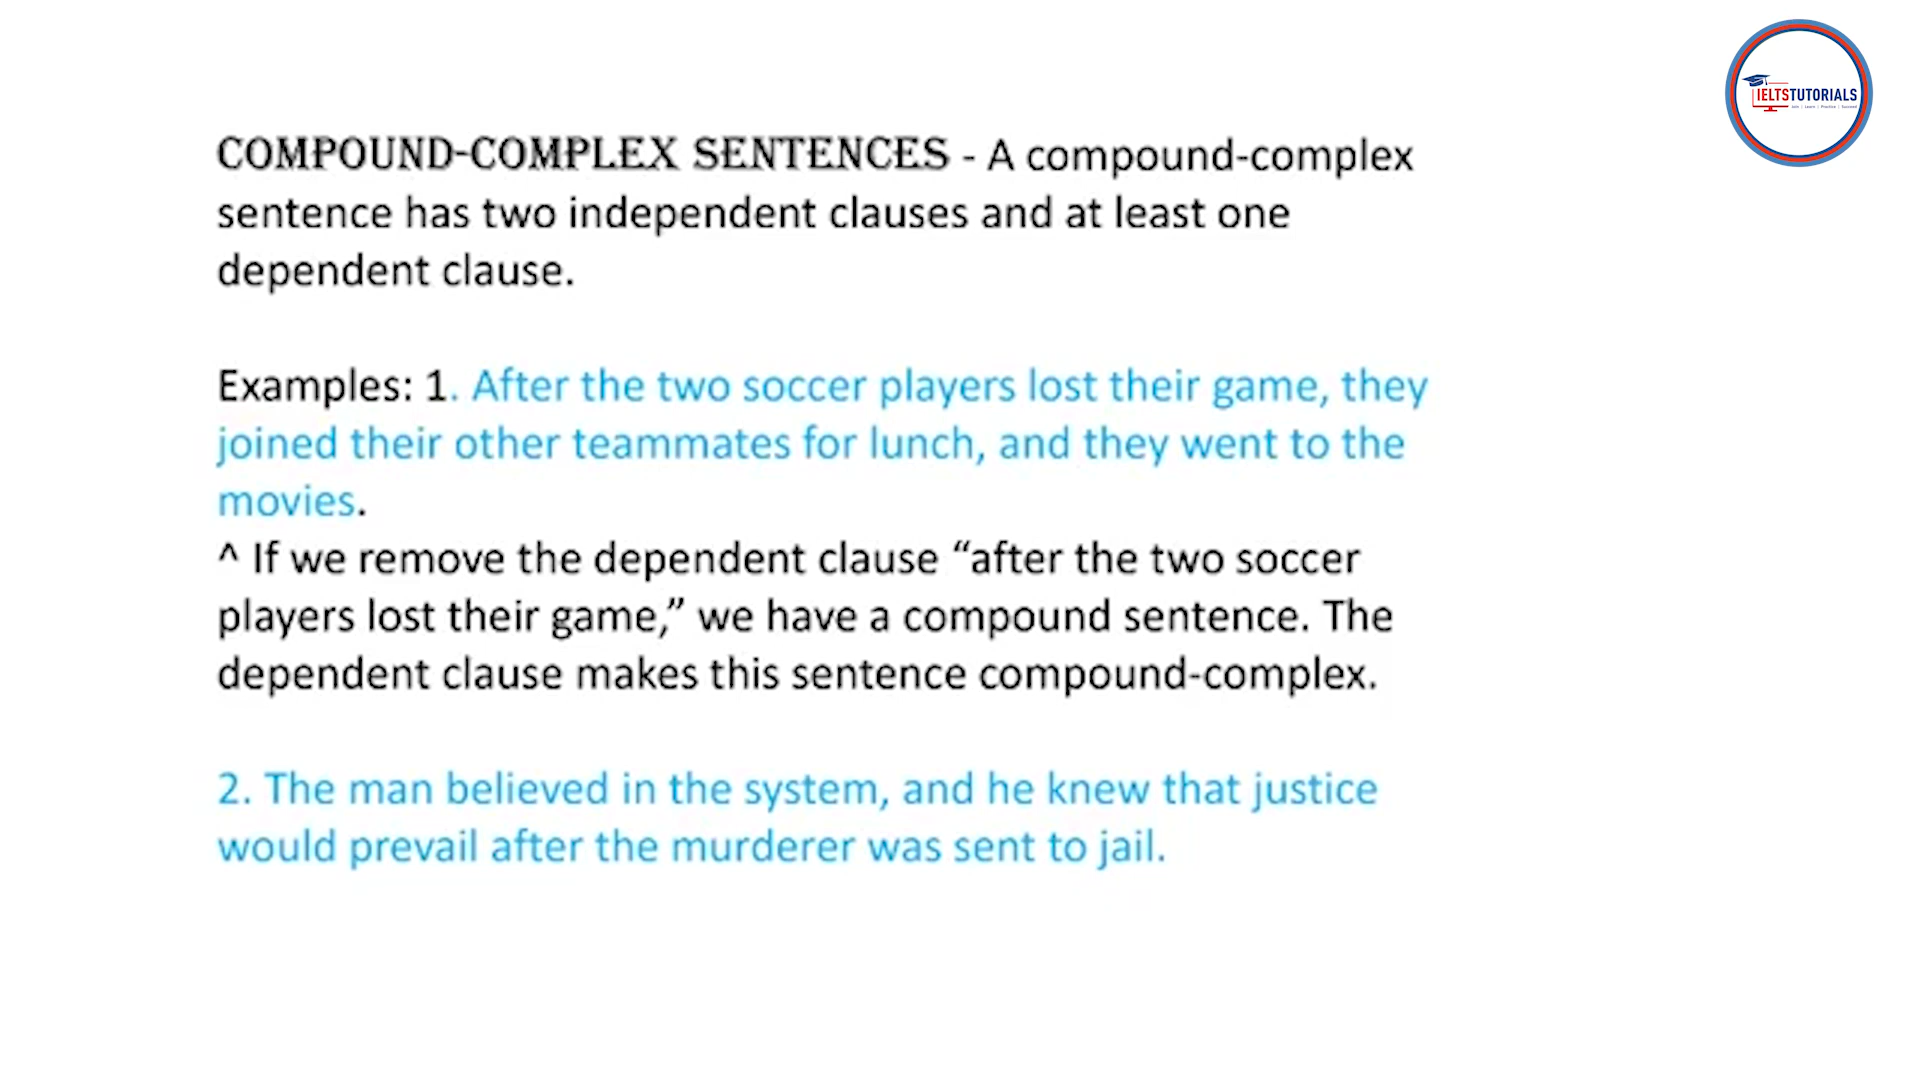 IELTSTUTORIALS
COMPOUND-COMPLEX SENTENCES - A compound-complex
sentence has two independent clauses and at least one
dependent clause.
Examples: 1. After the two soccer players lost their game, they
joined their other teammates for lunch, and they went to the
movies.
^ If we remove the dependent clause “after the two soccer
players lost their game,” we have a compound sentence. The
dependent clause makes this sentence compound-complex.
2. The man believed in the system, and he knew that justice
would prevail after the murderer was sent to jail.